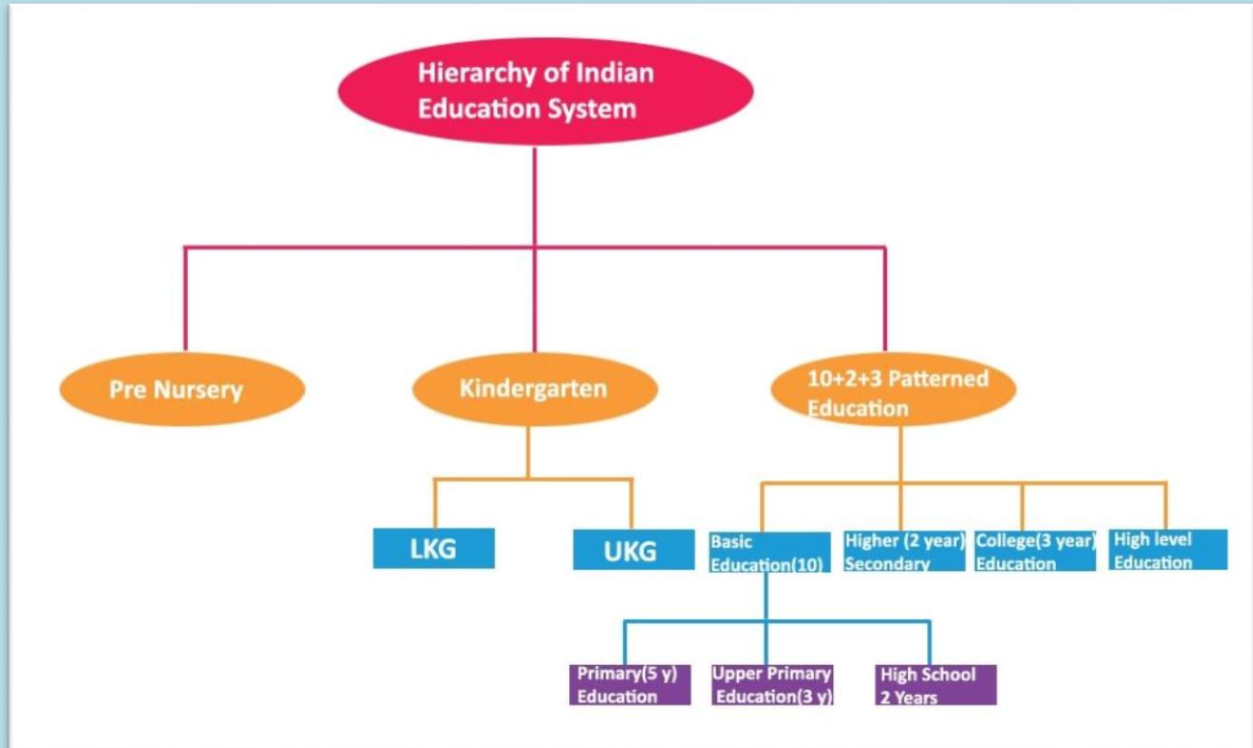 Hierarchy of Indian
Education System
Pre Nursery
Kindergarten
10+2+3 Patterned
Education
LKG
UKG
Basic
Education(10)
Higher (2 year)
Secondary
College(3 year)
Education
High level
Education
Primary(5 y)
Education
Upper Primary
Education(3 y)
High School
2 Years